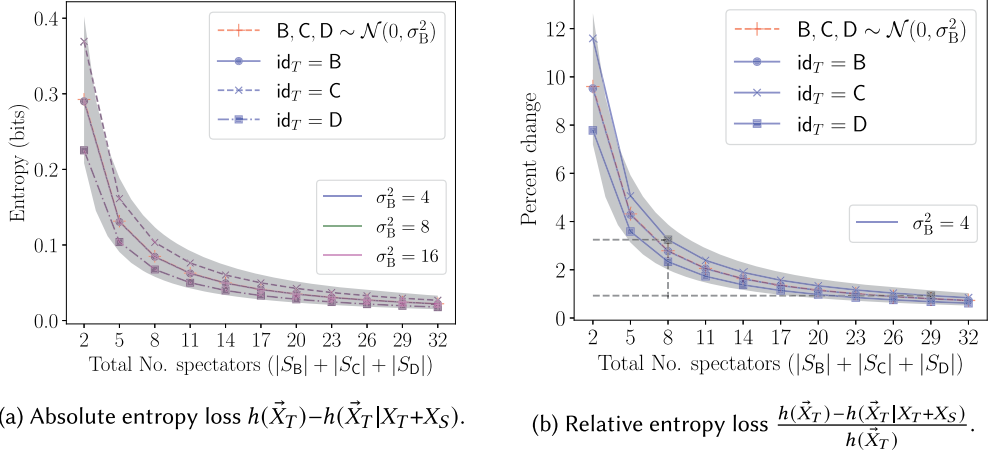 0.4
0.3
0.2
0.1
0.0
Entropy (bits)
B, C, D ∼ 𝒩(0, σ²_B)
id_T = B
id_T = C
id_T = D
σ²_B = 4
σ²_B = 8
σ²_B = 16
2 5 8 11 14 17 20 23 26 29 32
Total No. spectators (|S_B| + |S_C| + |S_D|)
(a) Absolute entropy loss h(X⃗_T)−h(X⃗_T|X_T+X_S).
12
10
8
6
4
2
0
Percent change
B, C, D ∼ 𝒩(0, σ²_B)
id_T = B
id_T = C
id_T = D
σ²_B = 4
2 5 8 11 14 17 20 23 26 29 32
Total No. spectators (|S_B| + |S_C| + |S_D|)
(b) Relative entropy loss h(X⃗_T)−h(X⃗_T|X_T+X_S) / h(X⃗_T).